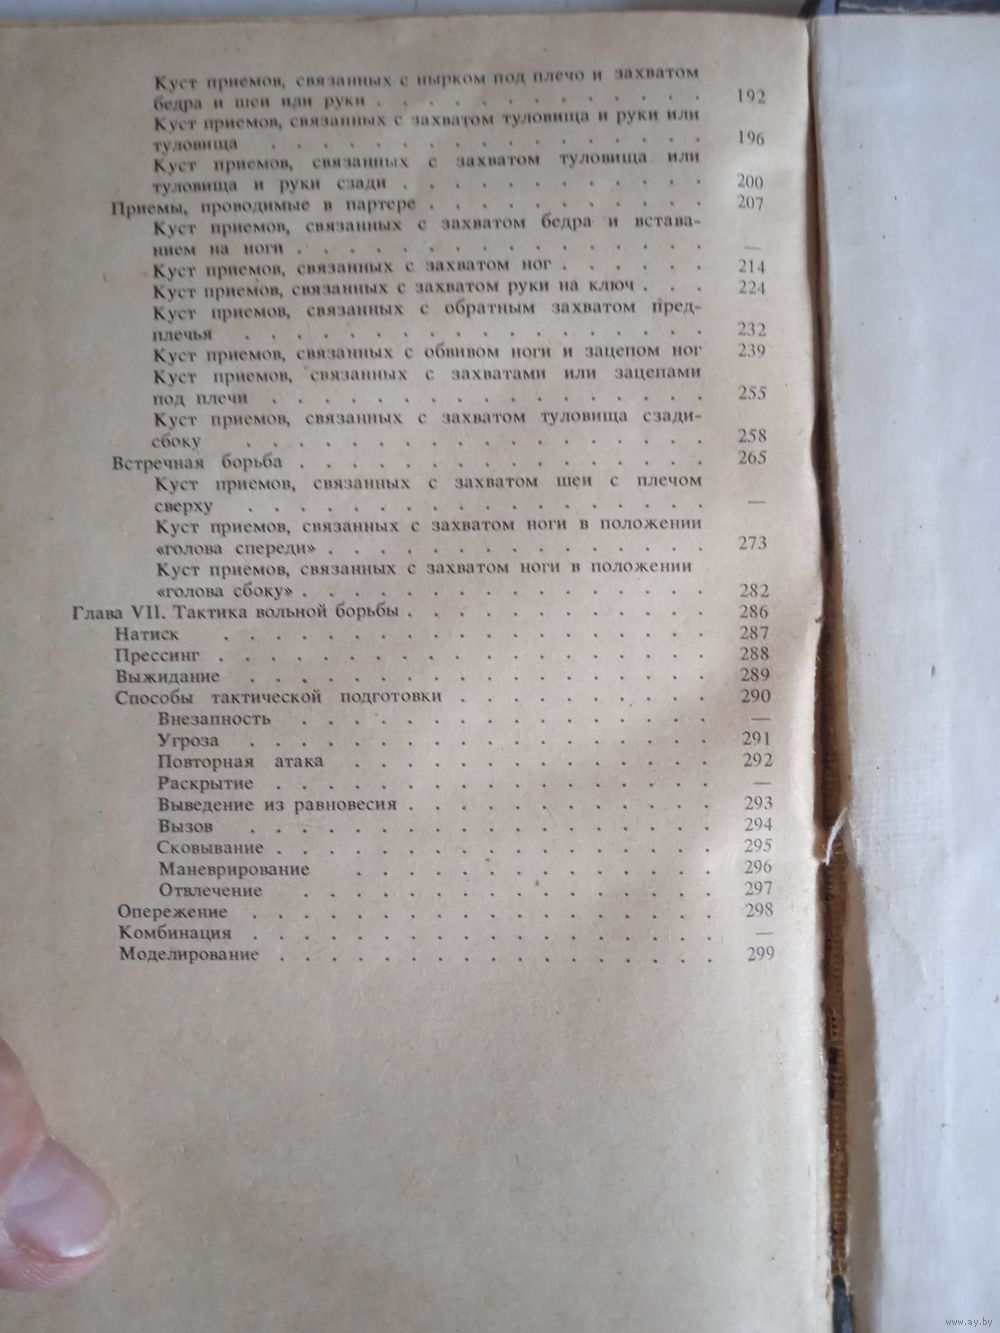 Куст приемов, связанных с нырком под плечо и захватом
бедра и шеи или руки . . . . . . . . . . . . 192
Куст приемов, связанных с захватом туловища и руки или
туловища . . . . . . . . . . . . . . . . . 196
Куст приемов, связанных с захватом туловища или
туловища и руки сзади . . . . . . . . . . . 200
Приемы, проводимые в партере . . . . . . . . . . 207
Куст приемов, связанных с захватом бедра и встава-
нием на ноги . . . . . . . . . . . . . . . . —
Куст приемов, связанных с захватом ног . . . . . . 214
Куст приемов, связанных с захватом руки на ключ . . . 224
Куст приемов, связанных с обратным захватом пред-
плечья . . . . . . . . . . . . . . . . . . 232
Куст приемов, связанных с обвивом ноги и зацепом ног 239
Куст приемов, связанных с захватами или зацепами
под плечи . . . . . . . . . . . . . . . . . 255
Куст приемов, связанных с захватом туловища сзади-
сбоку . . . . . . . . . . . . . . . . . . 258
Встречная борьба . . . . . . . . . . . . . . . . 265
Куст приемов, связанных с захватом шеи с плечом
сверху . . . . . . . . . . . . . . . . . . —
Куст приемов, связанных с захватом ноги в положении
«голова спереди» . . . . . . . . . . . . . . . 273
Куст приемов, связанных с захватом ноги в положении
«голова сбоку» . . . . . . . . . . . . . . . . 282
Глава VII. Тактика вольной борьбы . . . . . . . . . . . 286
Натиск . . . . . . . . . . . . . . . . . . . 287
Прессинг . . . . . . . . . . . . . . . . . . . 288
Выжидание . . . . . . . . . . . . . . . . . . 289
Способы тактической подготовки . . . . . . . . . . 290
Внезапность . . . . . . . . . . . . . . . . —
Угроза . . . . . . . . . . . . . . . . . . 291
Повторная атака . . . . . . . . . . . . . . 292
Раскрытие . . . . . . . . . . . . . . . . . —
Выведение из равновесия . . . . . . . . . . . . 293
Вызов . . . . . . . . . . . . . . . . . . 294
Сковывание . . . . . . . . . . . . . . . . . 295
Маневрирование . . . . . . . . . . . . . . 296
Отвлечение . . . . . . . . . . . . . . . . 297
Опережение . . . . . . . . . . . . . . . . . . 298
Комбинация . . . . . . . . . . . . . . . . . . —
Моделирование . . . . . . . . . . . . . . . . . 299
www.ay.by